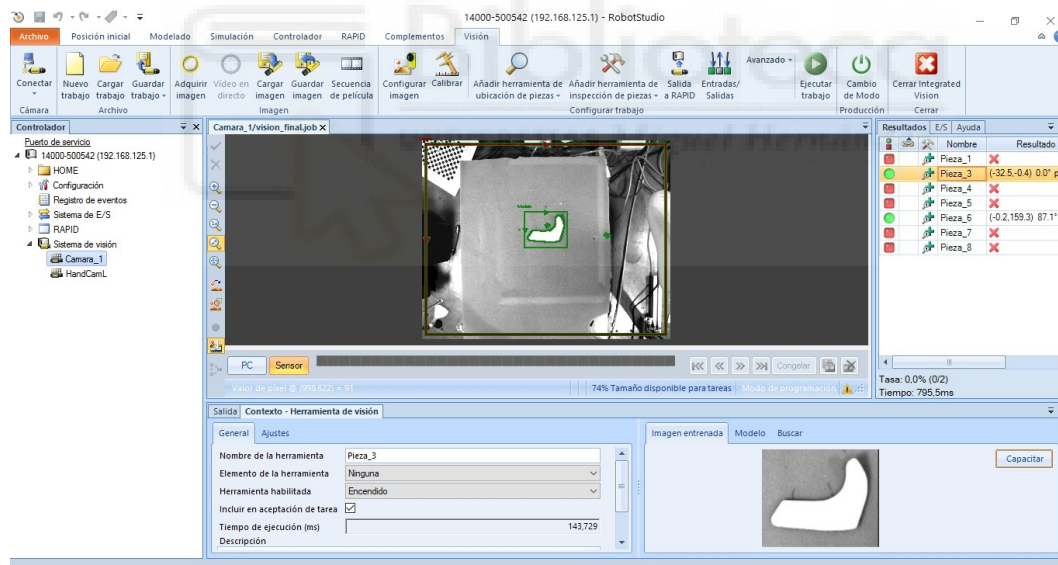 14000-500542 (192.168.125.1) - RobotStudio
Archivo Posición inicial Modelado Simulación Controlador RAPID Complementos Visión
Conectar
Nuevo trabajo
Cargar trabajo
Guardar trabajo
Adquirir imagen
Vídeo en directo
Cargar imagen
Guardar imagen
Secuencia de película
Configurar imagen
Calibrar
Añadir herramienta de ubicación de piezas
Añadir herramienta de inspección de piezas
Salida a RAPID
Entradas/ Salidas
Avanzado
Ejecutar trabajo
Cambio de Modo
Cerrar Integrated Vision
Cámara Archivo Imagen Configurar trabajo Producción Cerrar
Controlador
Puerto de servicio
14000-500542 (192.168.125.1)
HOME
Configuración
Registro de eventos
Sistema de E/S
RAPID
Sistema de visión
Camara_1
HandCamL
Camara_1/vision_final.job
Modelo
PC Sensor Congelar
Valor de píxel @ (998,622) = 91 74% Tamaño disponible para tareas Modo de programación
Resultados E/S Ayuda
Nombre Resultado
Pieza_1
Pieza_3 (-32.5,-0.4) 0.0° p
Pieza_4
Pieza_5
Pieza_6 (-0.2,159.3) 87.1°
Pieza_7
Pieza_8
Tasa: 0,0% (0/2)
Tiempo: 795,5ms
Salida Contexto - Herramienta de visión
General Ajustes
Nombre de la herramienta Pieza_3
Elemento de la herramienta Ninguna
Herramienta habilitada Encendido
Incluir en aceptación de tarea
Tiempo de ejecución (ms) 143,729
Descripción
Imagen entrenada Modelo Buscar
Capacitar